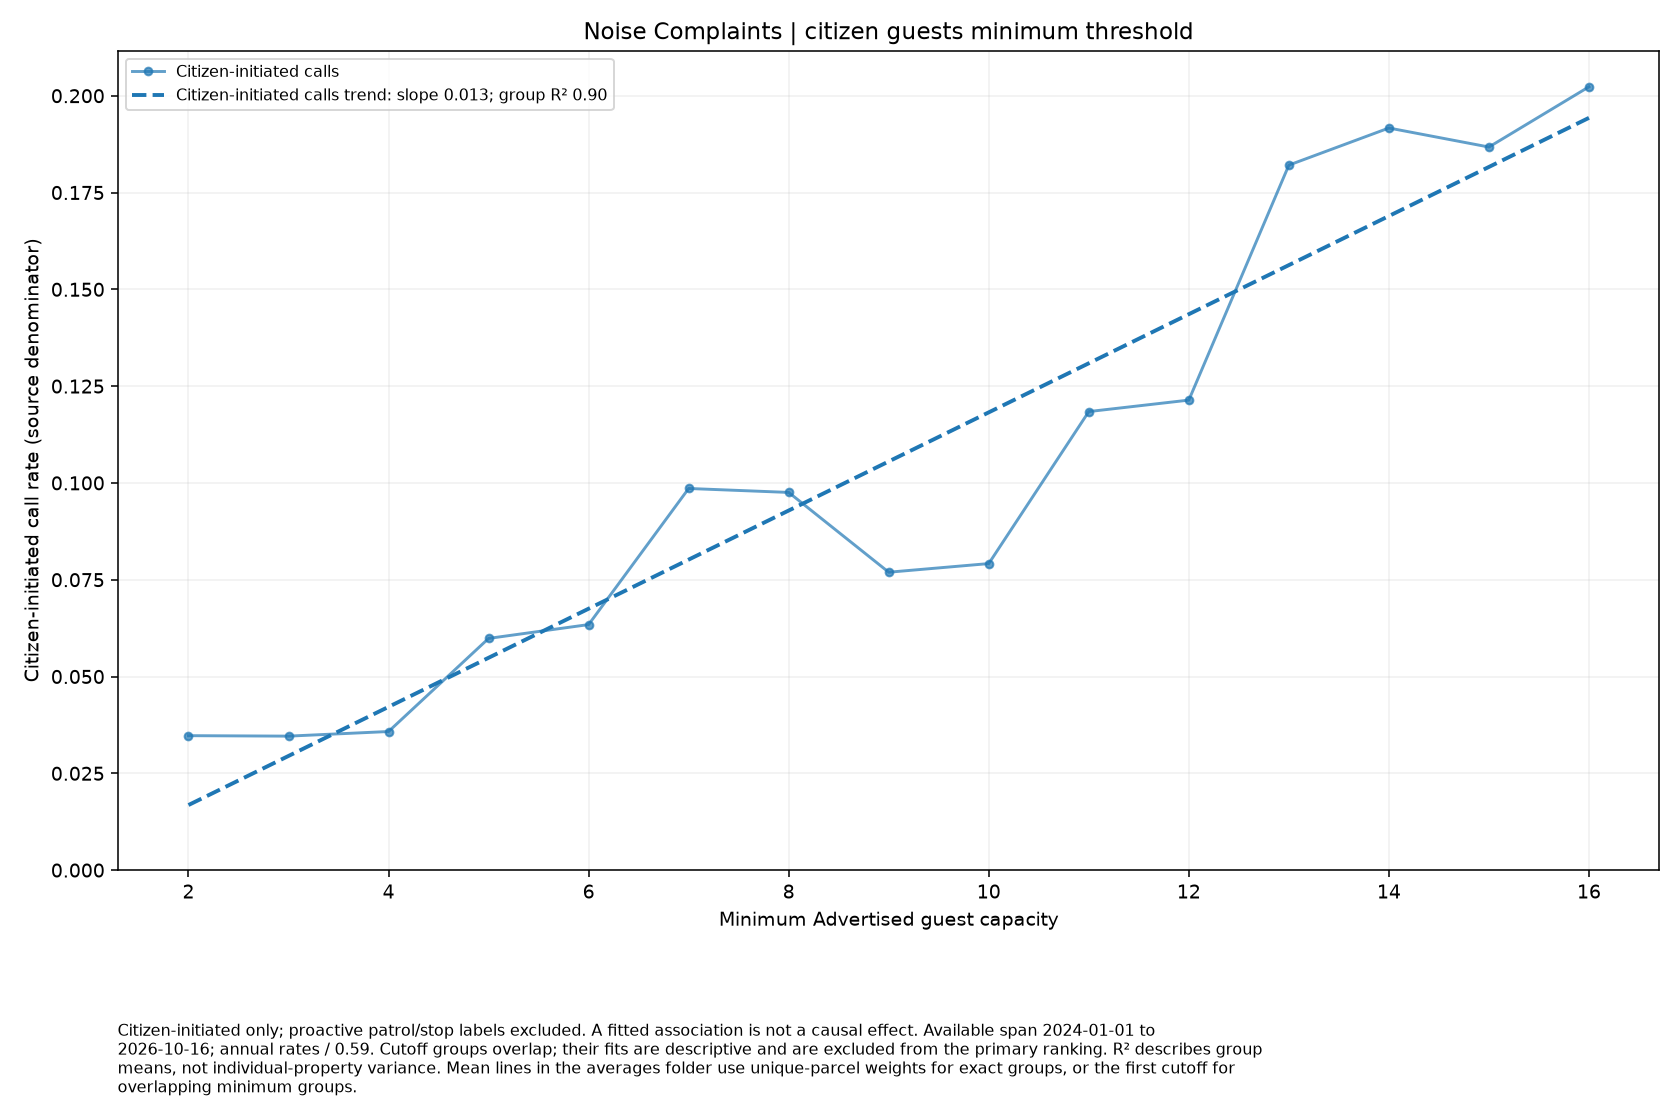 Noise Complaints | citizen guests minimum threshold
Citizen-initiated calls
Citizen-initiated calls trend: slope 0.013; group R² 0.90
Citizen-initiated call rate (source denominator)
0.200
0.175
0.150
0.125
0.100
0.075
0.050
0.025
0.000
2 4 6 8 10 12 14 16
Minimum Advertised guest capacity
Citizen-initiated only; proactive patrol/stop labels excluded. A fitted association is not a causal effect. Available span 2024-01-01 to
2026-10-16; annual rates / 0.59. Cutoff groups overlap; their fits are descriptive and are excluded from the primary ranking. R² describes group
means, not individual-property variance. Mean lines in the averages folder use unique-parcel weights for exact groups, or the first cutoff for
overlapping minimum groups.